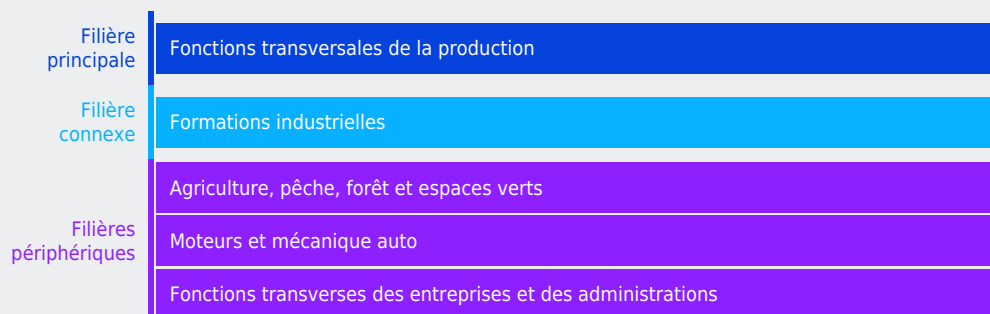 Filière
principale
Fonctions transversales de la production
Filière
connexe
Formations industrielles
Agriculture, pêche, forêt et espaces verts
Filières
périphériques
Moteurs et mécanique auto
Fonctions transverses des entreprises et des administrations